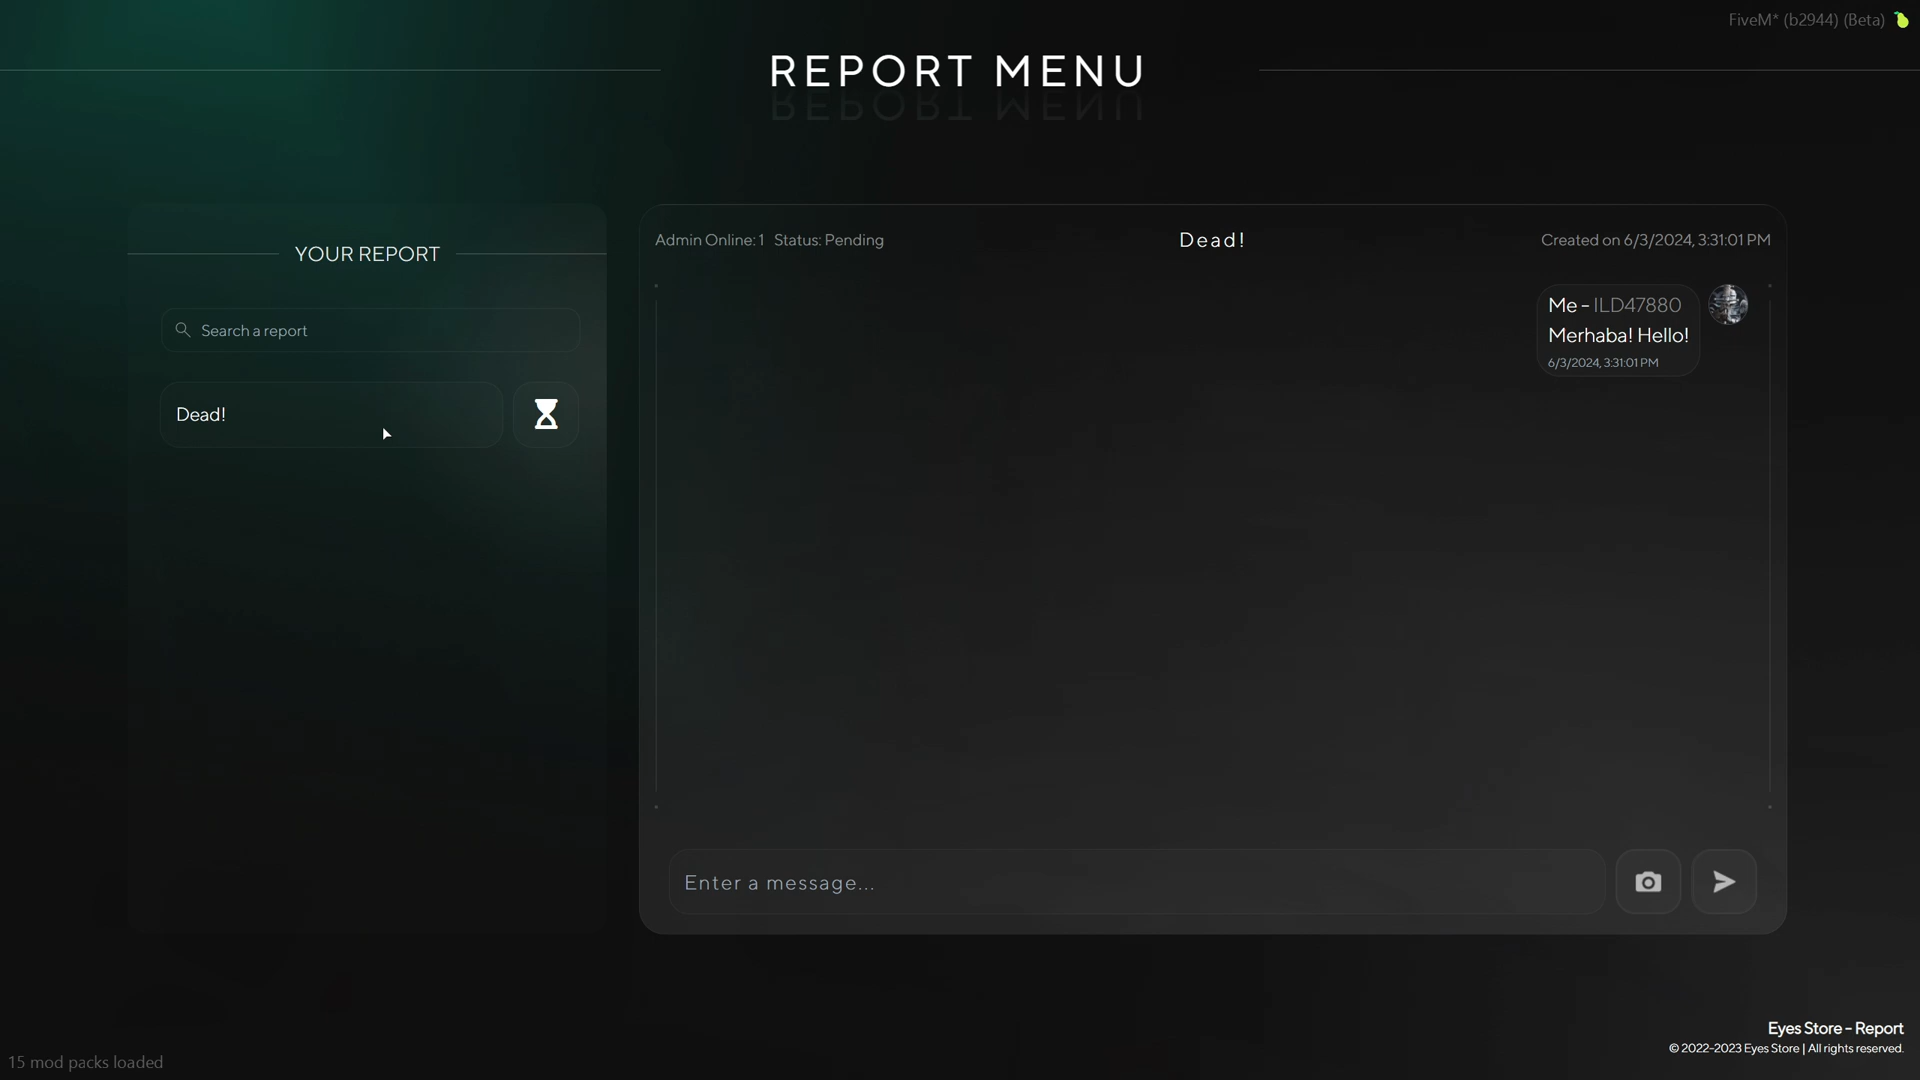 FiveM* (b2944) (Beta)
REPORT MENU
YOUR REPORT
Search a report
Dead!
Admin Online: 1 Status: Pending
Dead!
Created on 6/3/2024, 3:31:01 PM
Me - ILD47880
Merhaba! Hello!
6/3/2024, 3:31:01 PM
Enter a message...
Eyes Store - Report
© 2022-2023 Eyes Store | All rights reserved.
15 mod packs loaded